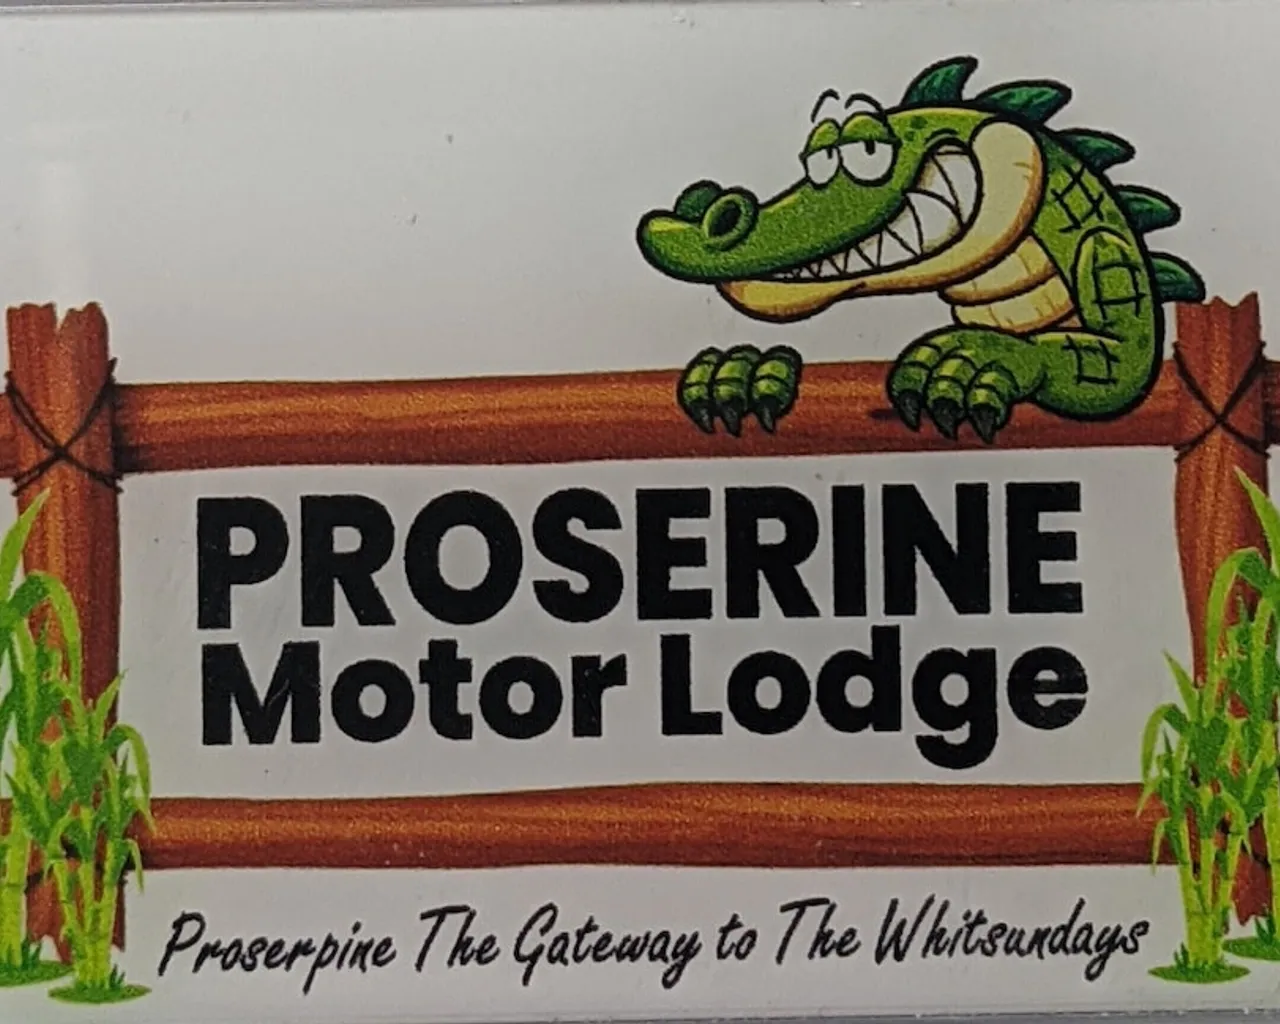 PROSERINE
Motor Lodge
Proserpine The Gateway to The Whitsundays